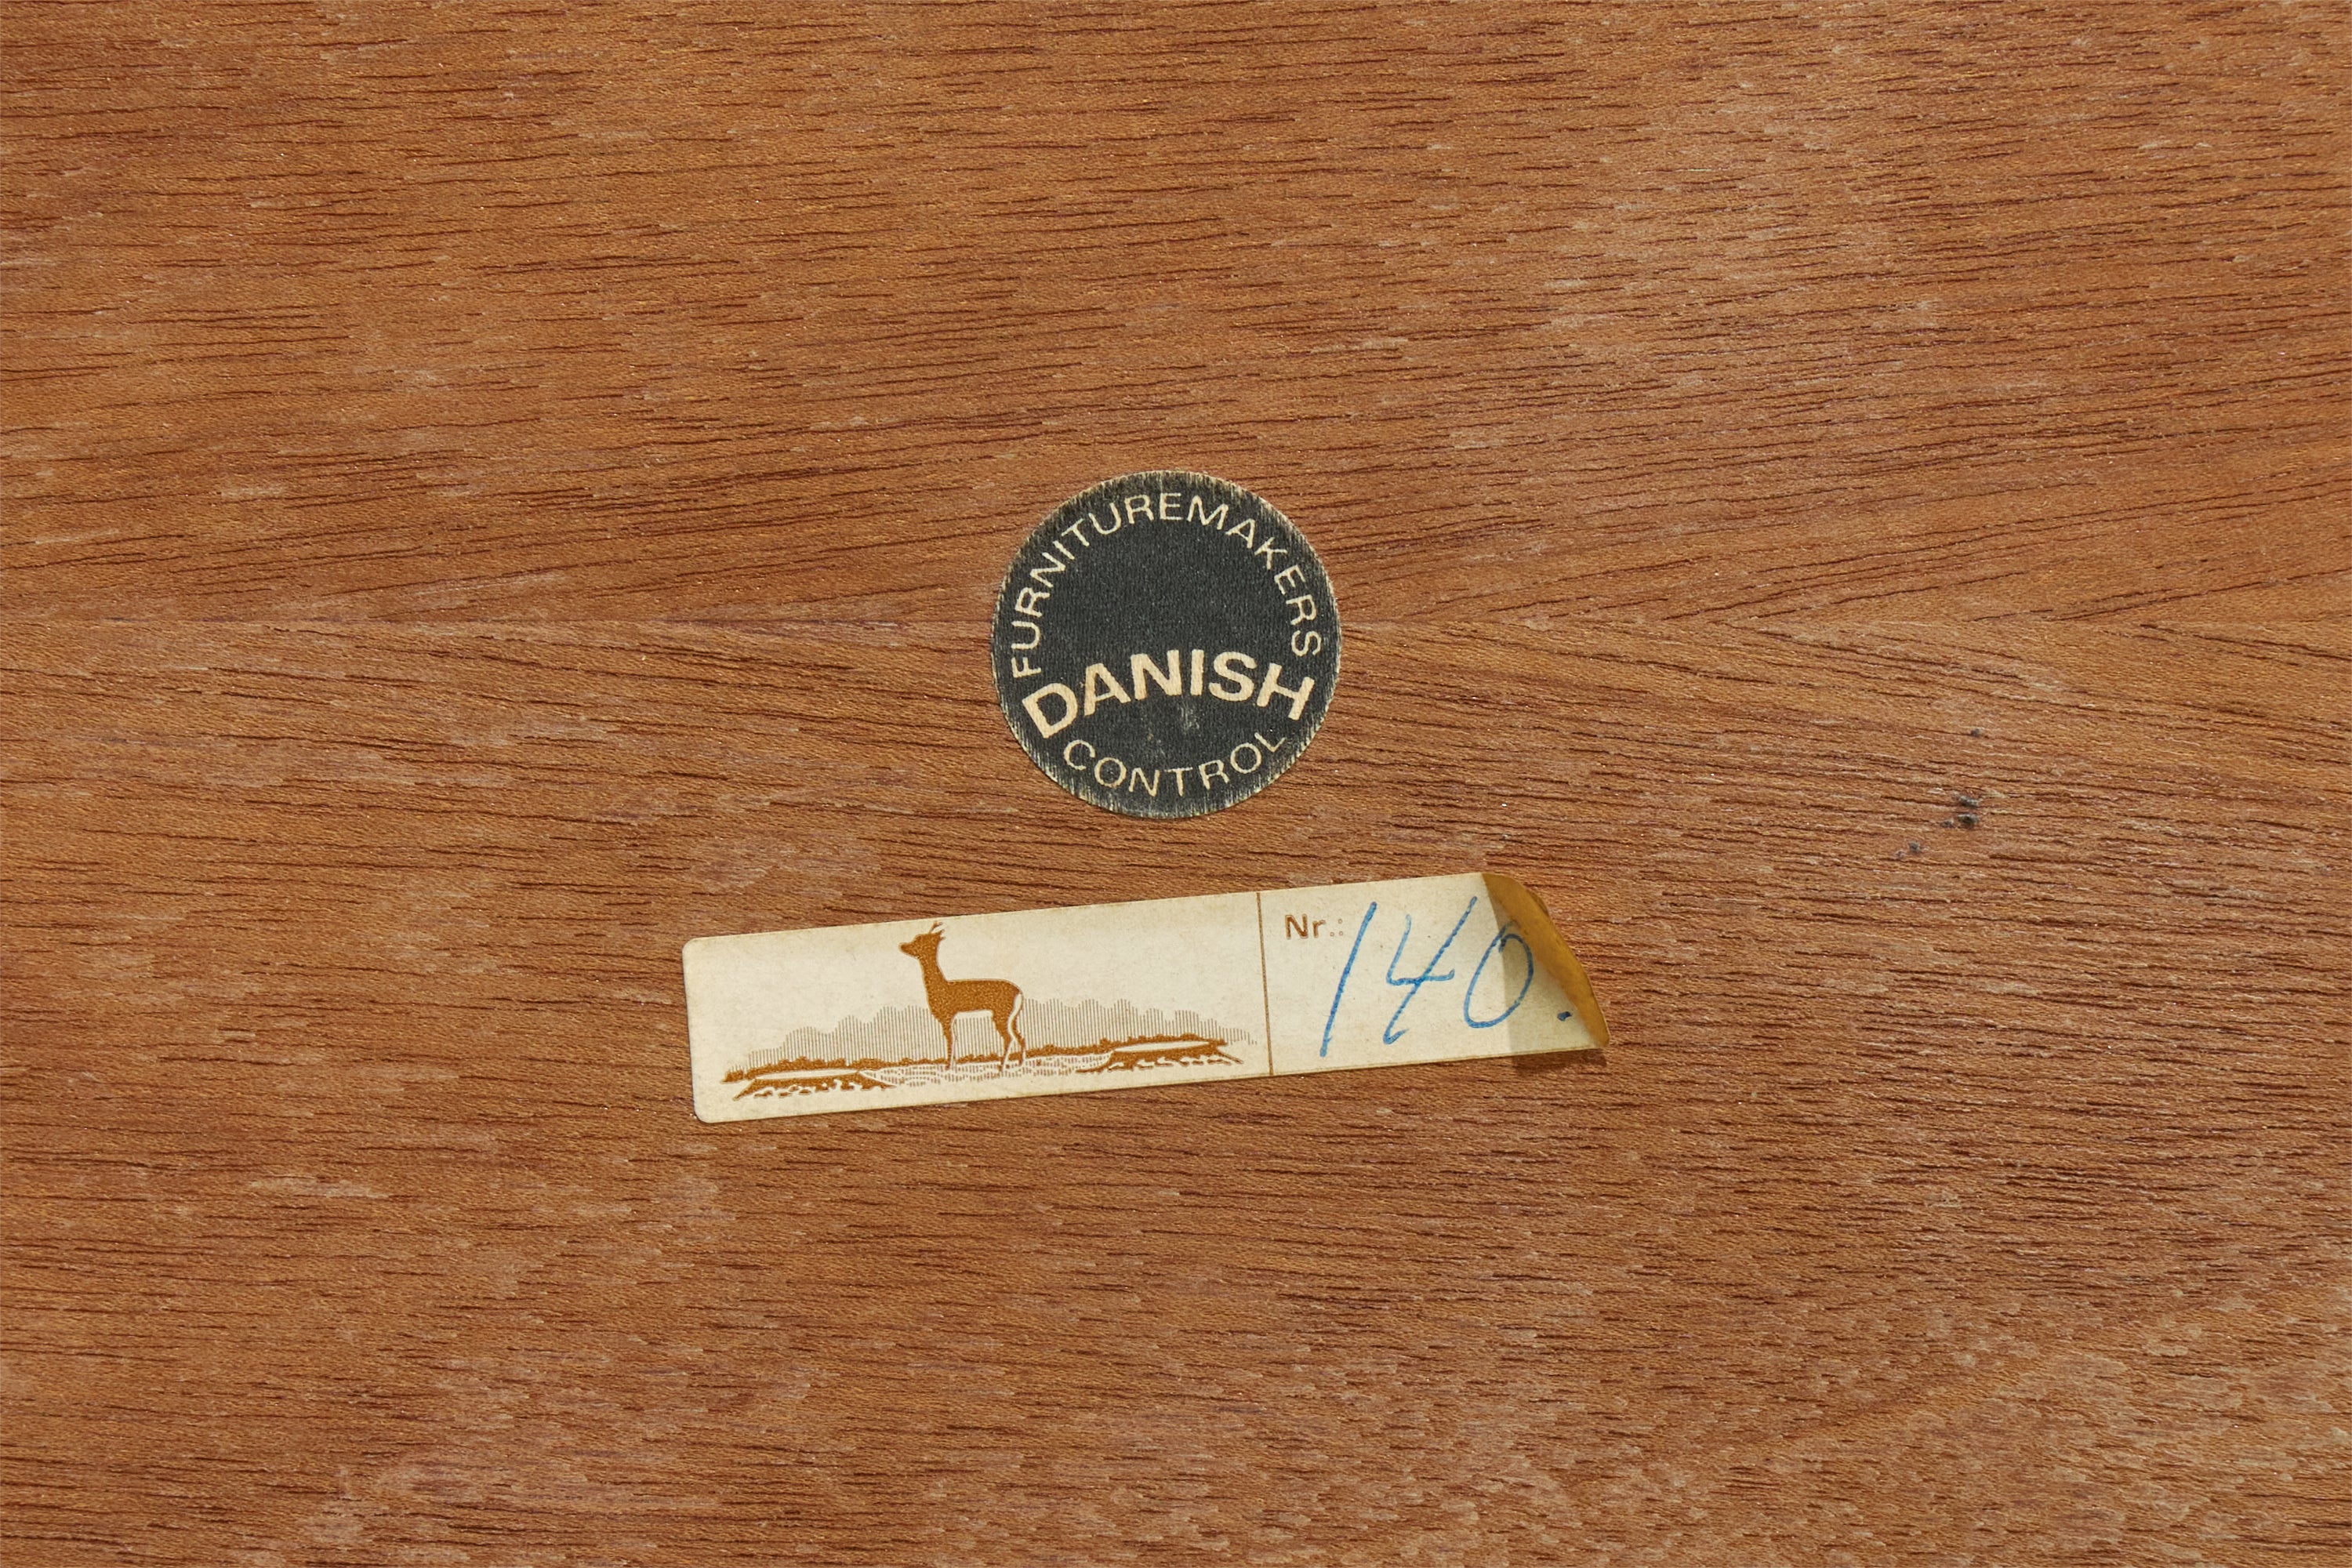 FURNITUREMAKERS
DANISH
CONTROL
Nr.: 140.